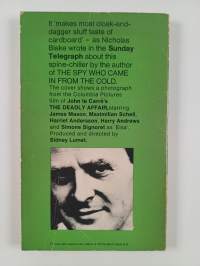 It 'makes most cloak-and-
dagger stuff taste of
cardboard' – as Nicholas
Blake wrote in the Sunday
Telegraph about this
spine-chiller by the author
of THE SPY WHO CAME
IN FROM THE COLD.
The cover shows a photograph
from the Columbia Pictures
film of John le Carré's
THE DEADLY AFFAIR, starring
James Mason, Maximilian Schell,
Harriet Andersson, Harry Andrews
and Simone Signoret as Elsa
Produced and directed by
Sidney Lumet.